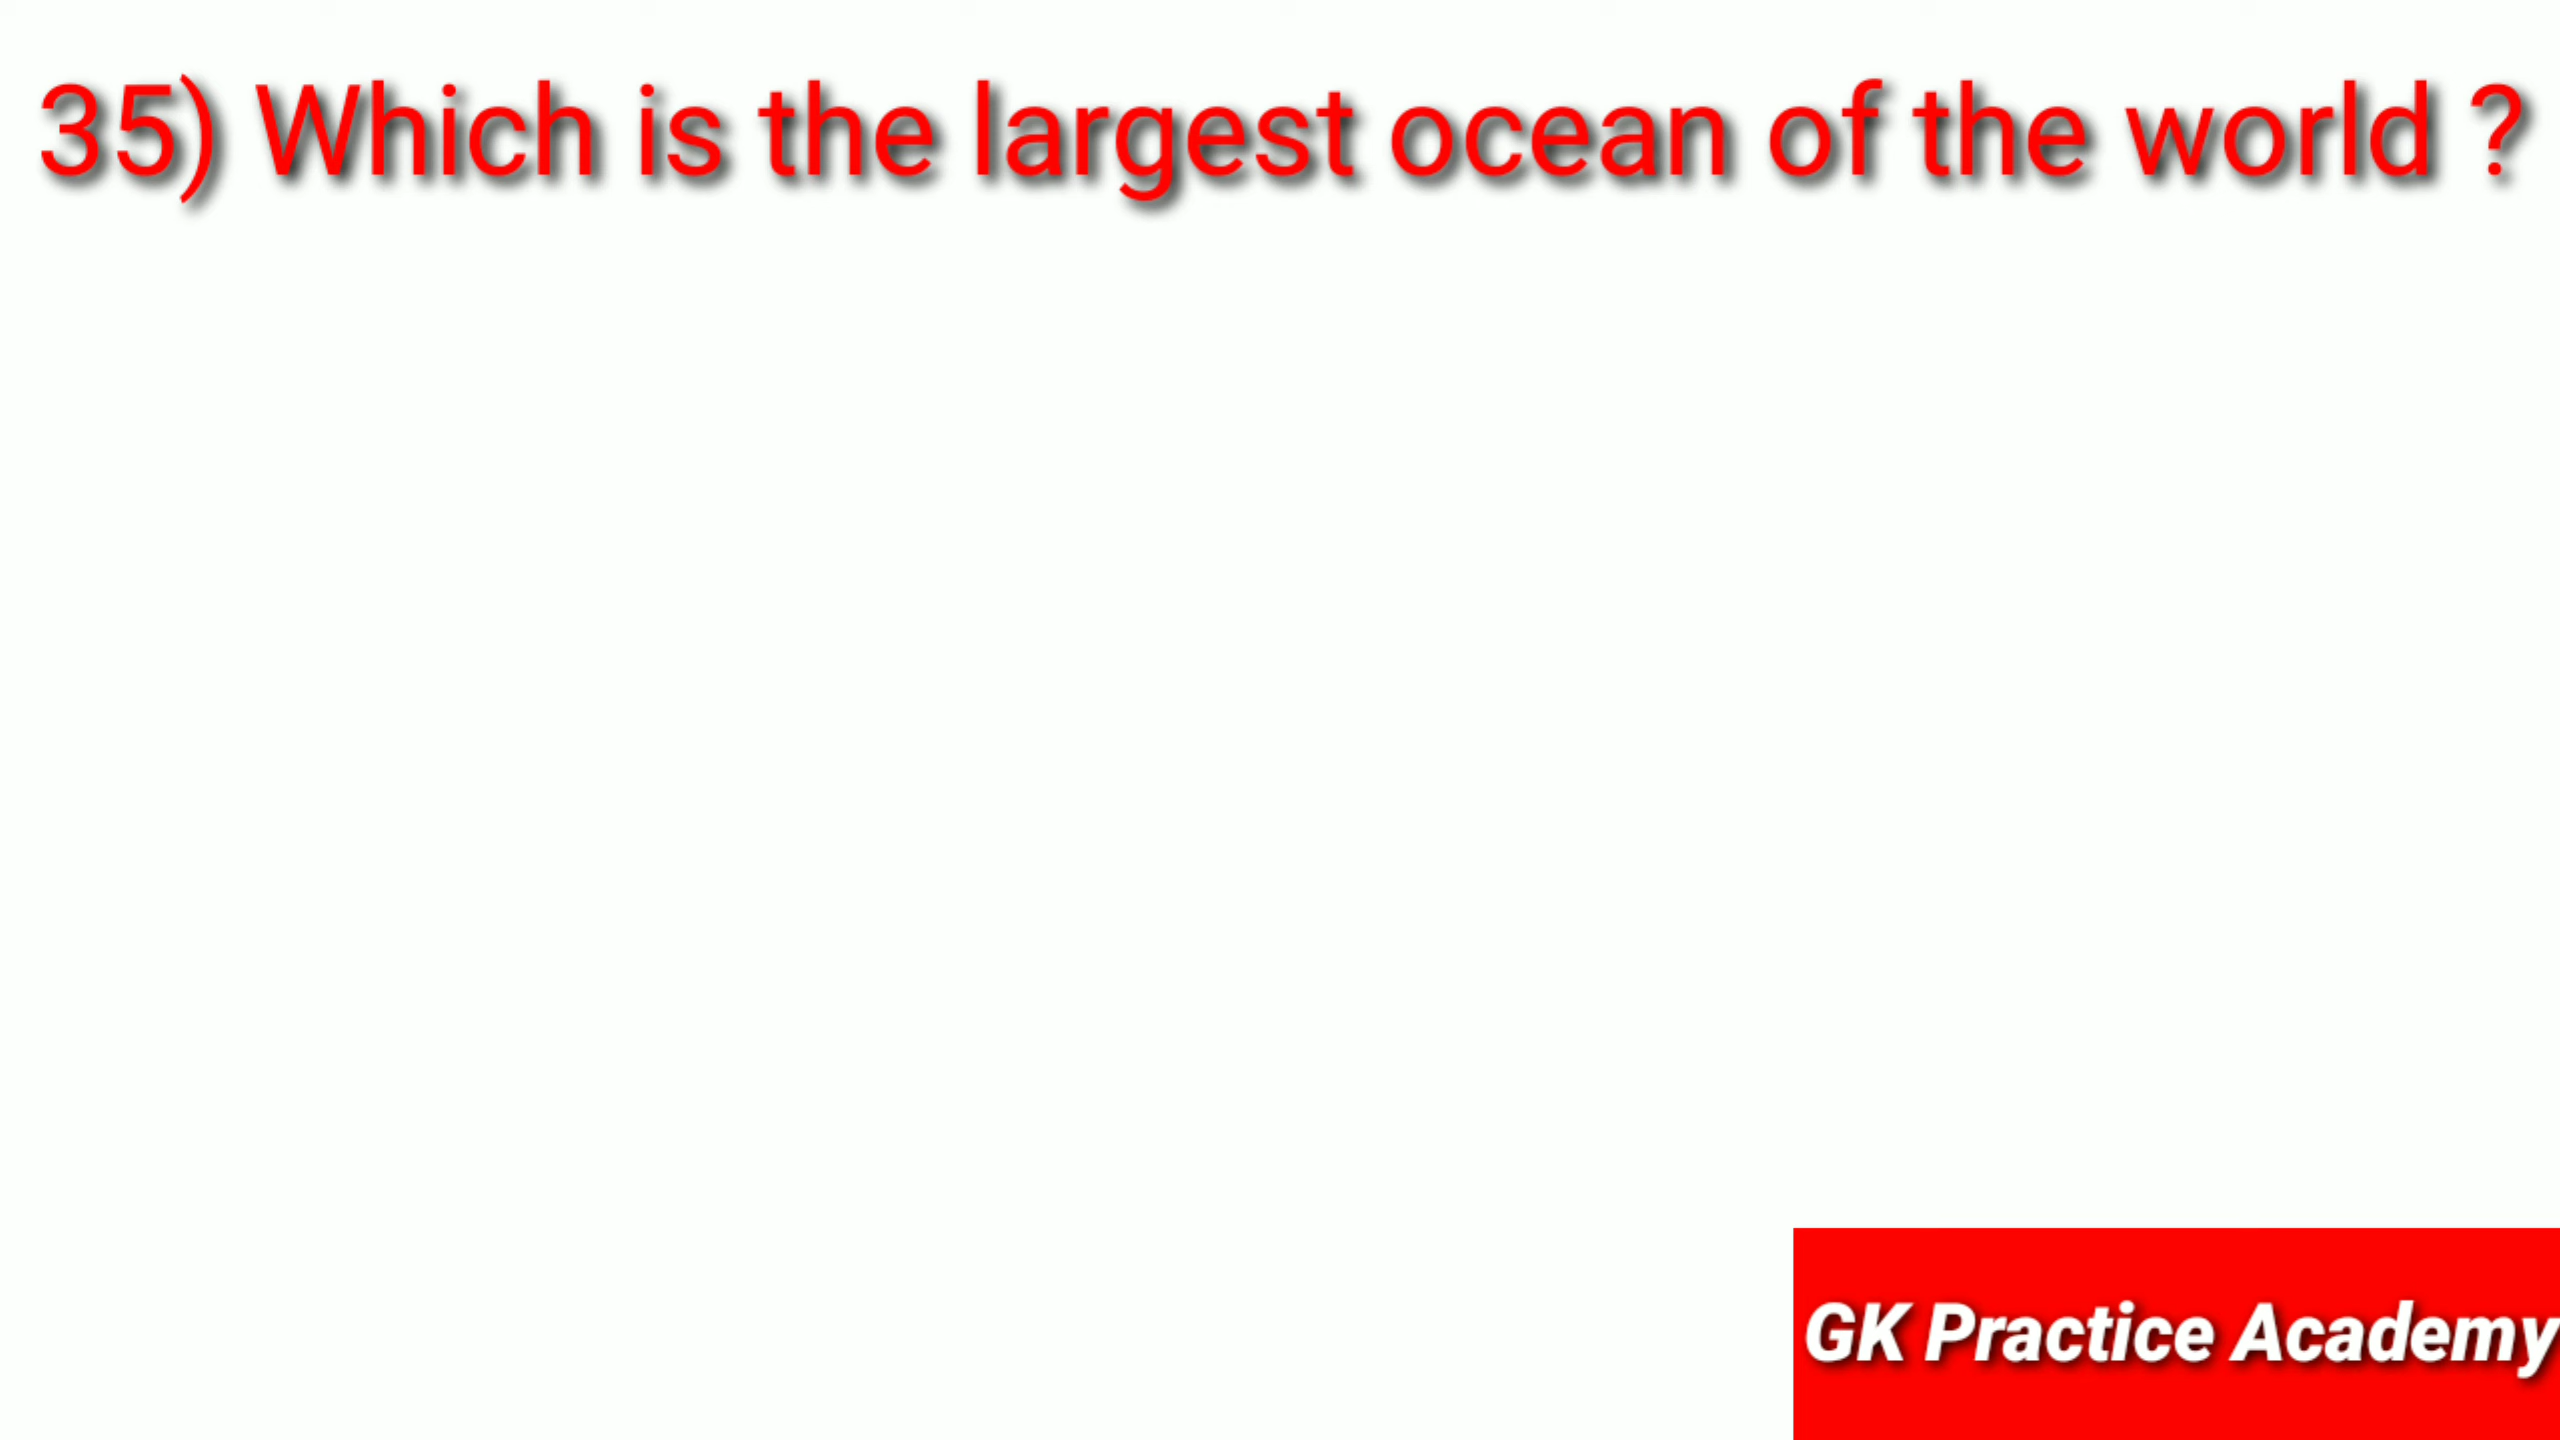 35) Which is the largest ocean of the world ?
GK Practice Academy